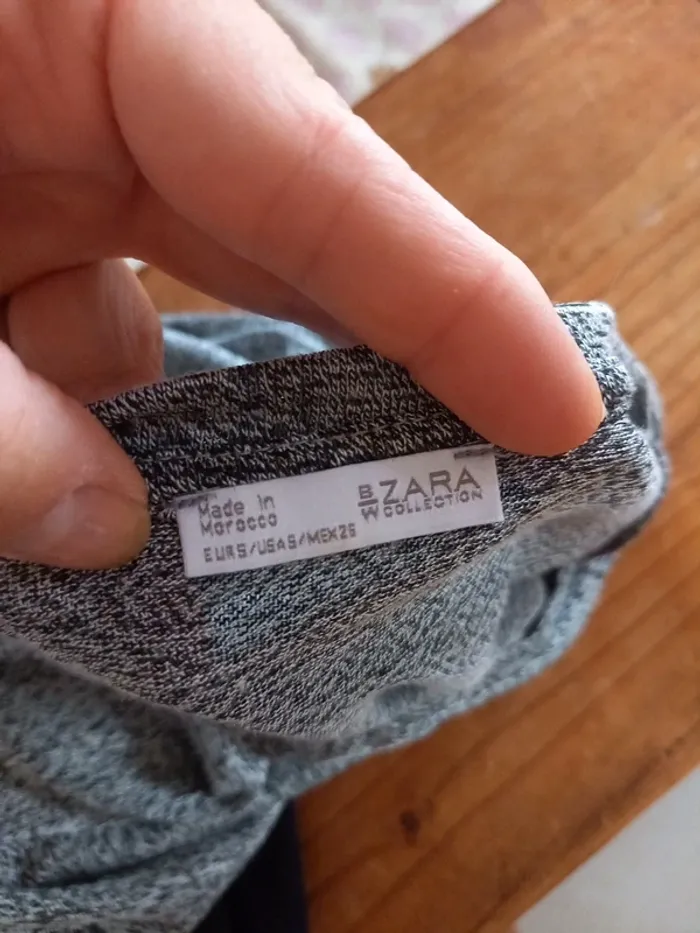 Made in
Morocco
EUR S/USA S/MEX 26
B/W ZARA
COLLECTION